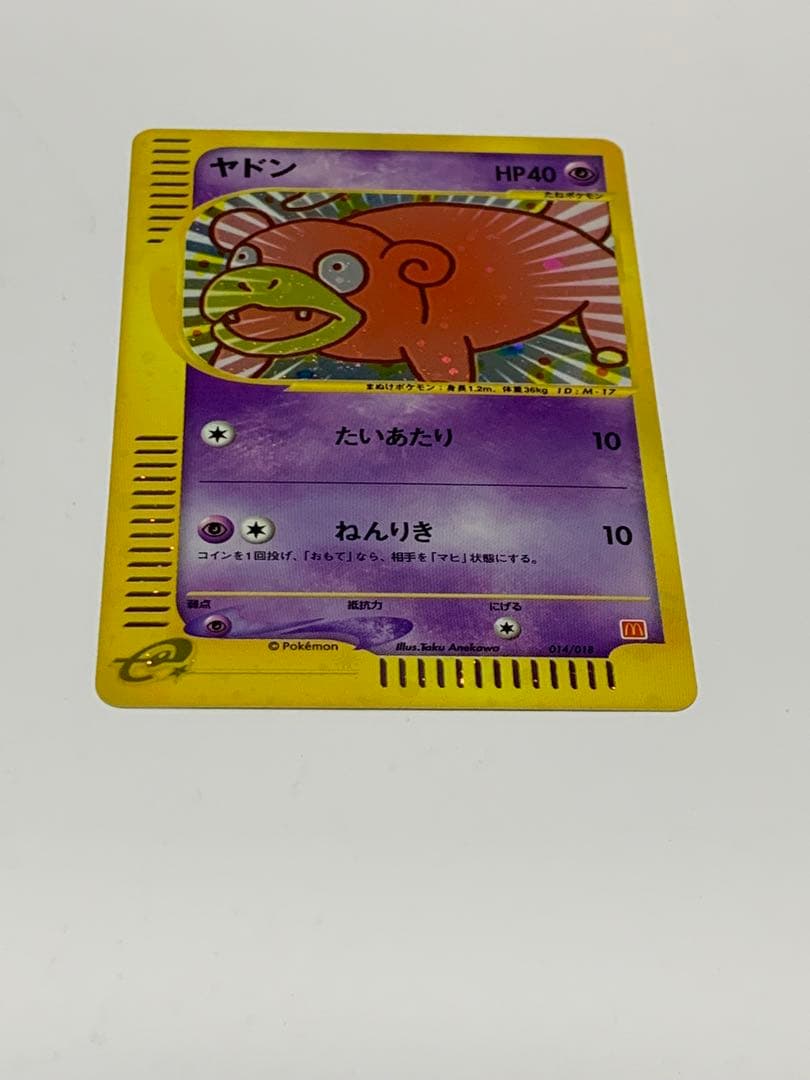 ヤドン HP40
たねポケモン
まぬけポケモン：身長1.2m、体重36kg ID：M-17
たいあたり 10
ねんりき 10
コインを1回投げ、「おもて」なら、相手を「マヒ」状態にする。
弱点 抵抗力 にげる
©Pokémon Illus.Taku Anekawa 014/018